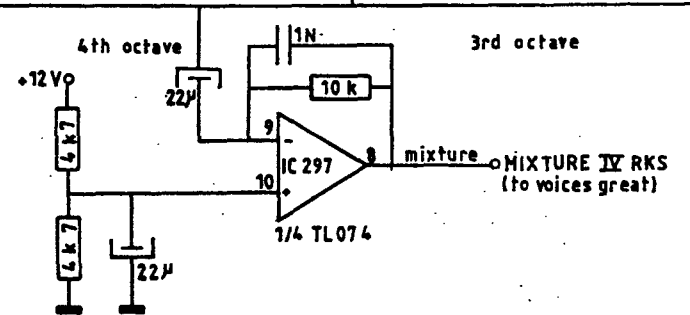 4th octave
1N
3rd octave
+12V
22µ
10k
4k7
9
-
IC 297
8
mixture
MIXTURE IV RKS
(to voices great)
10
+
1/4 TL074
4k7
22µ